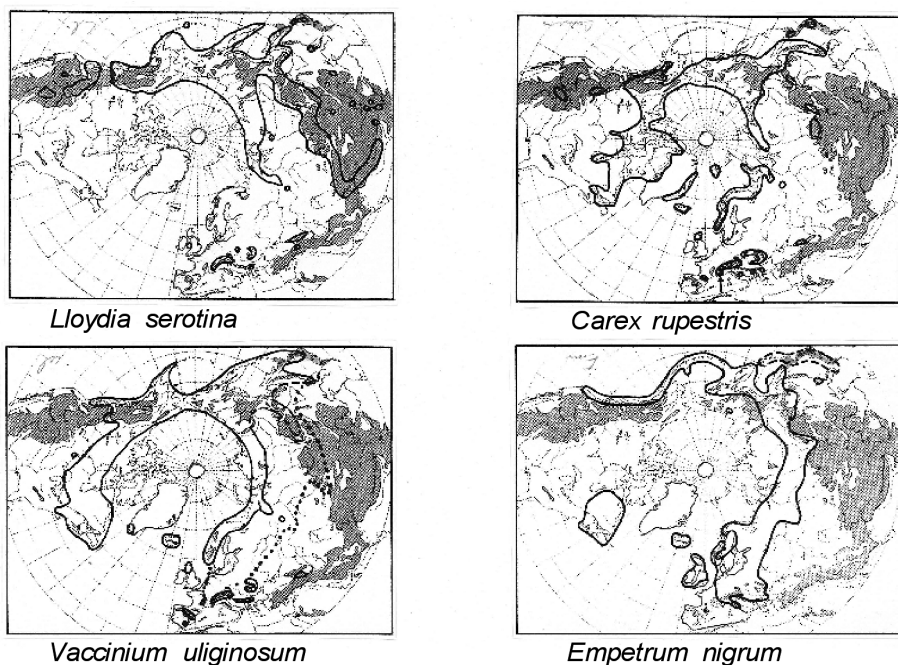 Lloydia serotina
Carex rupestris
Vaccinium uliginosum
Empetrum nigrum